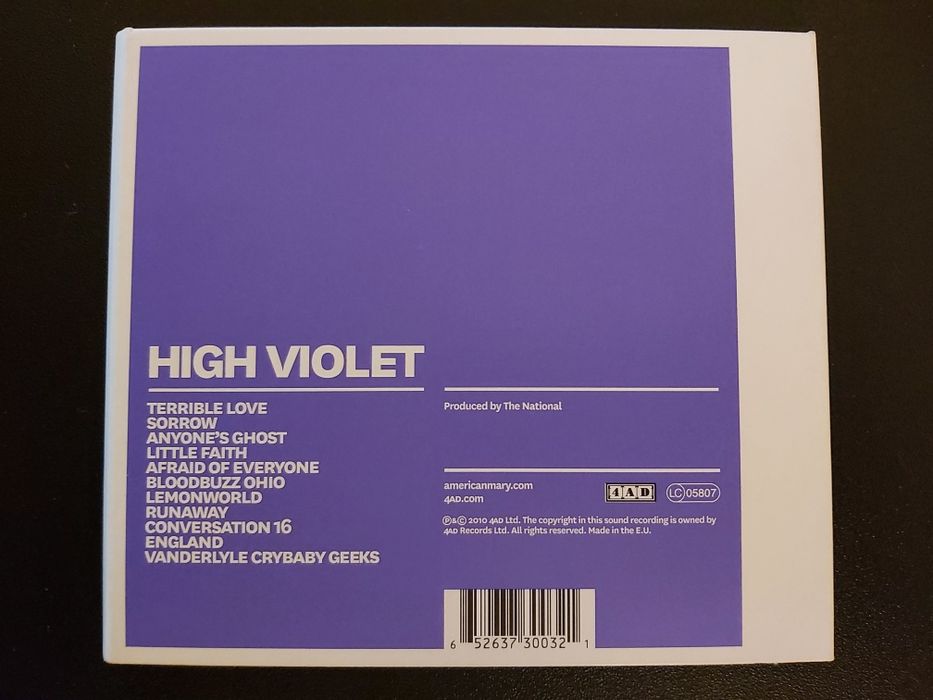 HIGH VIOLET
TERRIBLE LOVE
SORROW
ANYONE'S GHOST
LITTLE FAITH
AFRAID OF EVERYONE
BLOODBUZZ OHIO
LEMONWORLD
RUNAWAY
CONVERSATION 16
ENGLAND
VANDERLYLE CRYBABY GEEKS
Produced by The National
americanmary.com
4AD.com
4AD
LC 05807
℗&© 2010 4AD Ltd. The copyright in this sound recording is owned by
4AD Records Ltd. All rights reserved. Made in the E.U.
6 52637 30032 1